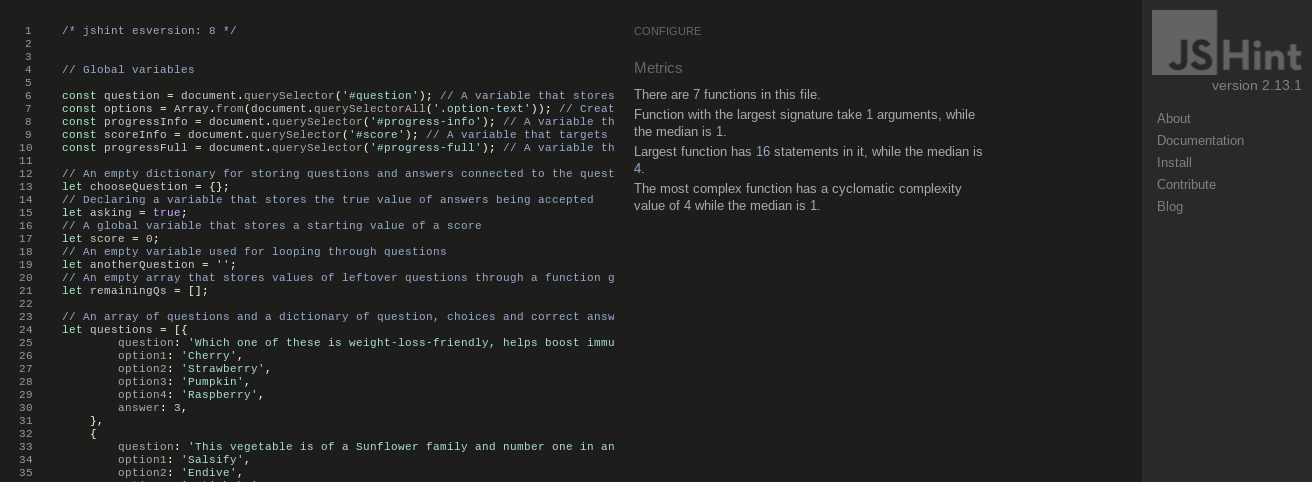 1 /* jshint esversion: 8 */
2
3
4 // Global variables
5
6 const question = document.querySelector('#question'); // A variable that stores
7 const options = Array.from(document.querySelectorAll('.option-text')); // Creat
8 const progressInfo = document.querySelector('#progress-info'); // A variable th
9 const scoreInfo = document.querySelector('#score'); // A variable that targets
10 const progressFull = document.querySelector('#progress-full'); // A variable th
11
12 // An empty dictionary for storing questions and answers connected to the quest
13 let chooseQuestion = {};
14 // Declaring a variable that stores the true value of answers being accepted
15 let asking = true;
16 // A global variable that stores a starting value of a score
17 let score = 0;
18 // An empty variable used for looping through questions
19 let anotherQuestion = '';
20 // An empty array that stores values of leftover questions through a function g
21 let remainingQs = [];
22
23 // An array of questions and a dictionary of question, choices and correct answ
24 let questions = [{
25 question: 'Which one of these is weight-loss-friendly, helps boost immu
26 option1: 'Cherry',
27 option2: 'Strawberry',
28 option3: 'Pumpkin',
29 option4: 'Raspberry',
30 answer: 3,
31 },
32 {
33 question: 'This vegetable is of a Sunflower family and number one in an
34 option1: 'Salsify',
35 option2: 'Endive',
CONFIGURE
Metrics
There are 7 functions in this file.
Function with the largest signature take 1 arguments, while
the median is 1.
Largest function has 16 statements in it, while the median is
4.
The most complex function has a cyclomatic complexity
value of 4 while the median is 1.
JSHint
version 2.13.1
About
Documentation
Install
Contribute
Blog